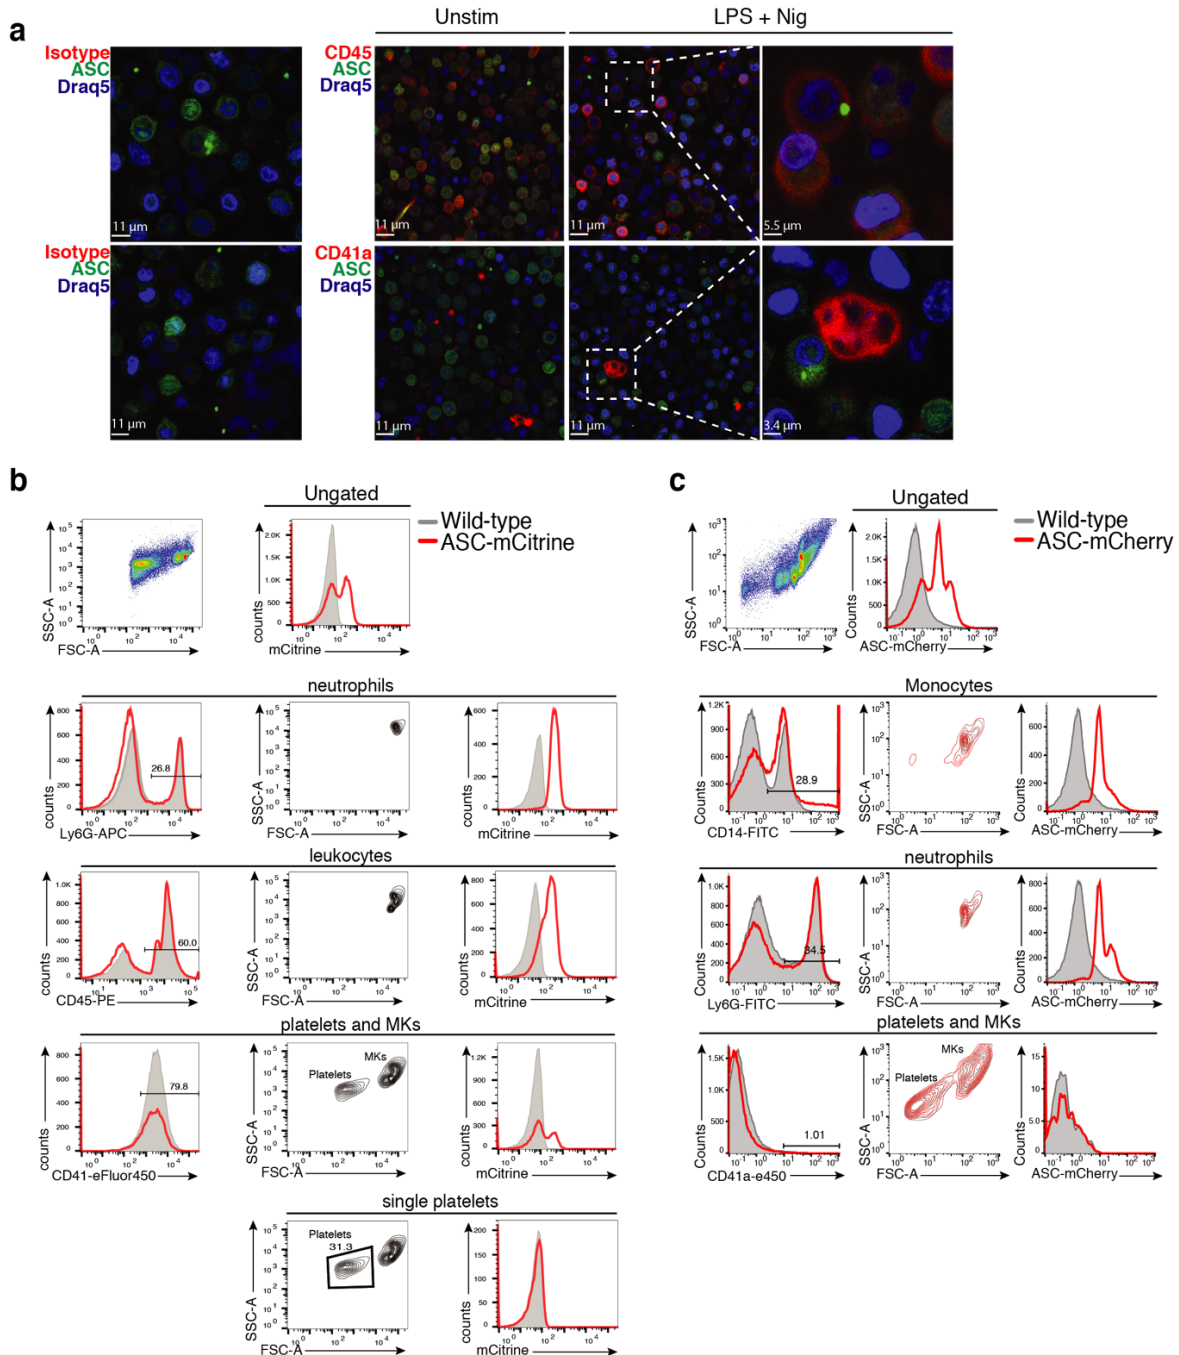 a
Unstim
LPS + Nig
Isotype
ASC
Draq5
CD45
ASC
Draq5
11 µm
11 µm
11 µm
5.5 µm
Isotype
ASC
Draq5
CD41a
ASC
Draq5
11 µm
11 µm
11 µm
3.4 µm
b
Ungated
Wild-type
ASC-mCitrine
SSC-A
FSC-A
counts
mCitrine
neutrophils
26.8
counts
Ly6G-APC
SSC-A
FSC-A
counts
mCitrine
leukocytes
60.0
counts
CD45-PE
SSC-A
FSC-A
counts
mCitrine
platelets and MKs
79.8
counts
CD41-eFluor450
Platelets
MKs
SSC-A
FSC-A
counts
mCitrine
single platelets
Platelets
31.3
SSC-A
FSC-A
counts
mCitrine
c
Ungated
Wild-type
ASC-mCherry
SSC-A
FSC-A
Counts
ASC-mCherry
Monocytes
28.9
Counts
CD14-FITC
SSC-A
FSC-A
Counts
ASC-mCherry
neutrophils
34.5
Counts
Ly6G-FITC
SSC-A
FSC-A
Counts
ASC-mCherry
platelets and MKs
1.01
Counts
CD41a-e450
MKs
Platelets
SSC-A
FSC-A
Counts
ASC-mCherry